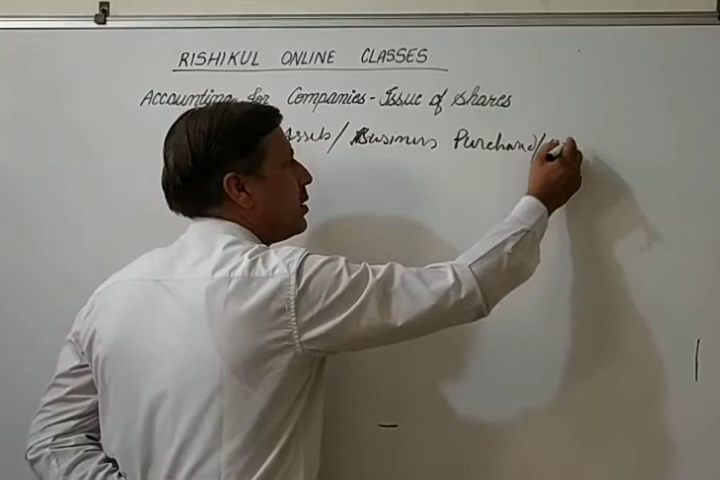 RISHIKUL ONLINE CLASSES
Accounting for Companies - Issue of shares
Assets/ Business Purchased/